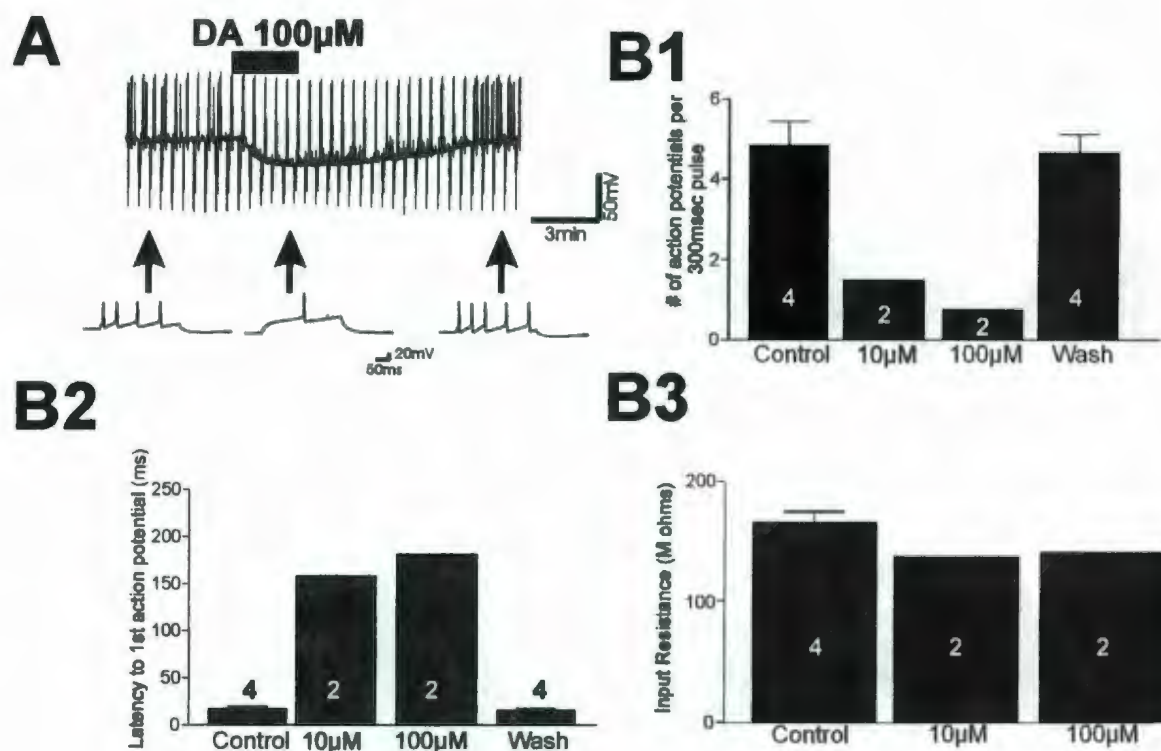 A
DA 100µM
50mV
3min
20mV
50ms
B1
# of action potentials per
300msec pulse
6
4
2
0
4
2
2
4
Control 10µM 100µM Wash
B2
Latency to 1st action potential (ms)
250
200
150
100
50
0
4
2
2
4
Control 10µM 100µM Wash
B3
Input Resistance (M ohms)
200
100
0
4
2
2
Control 10µM 100µM